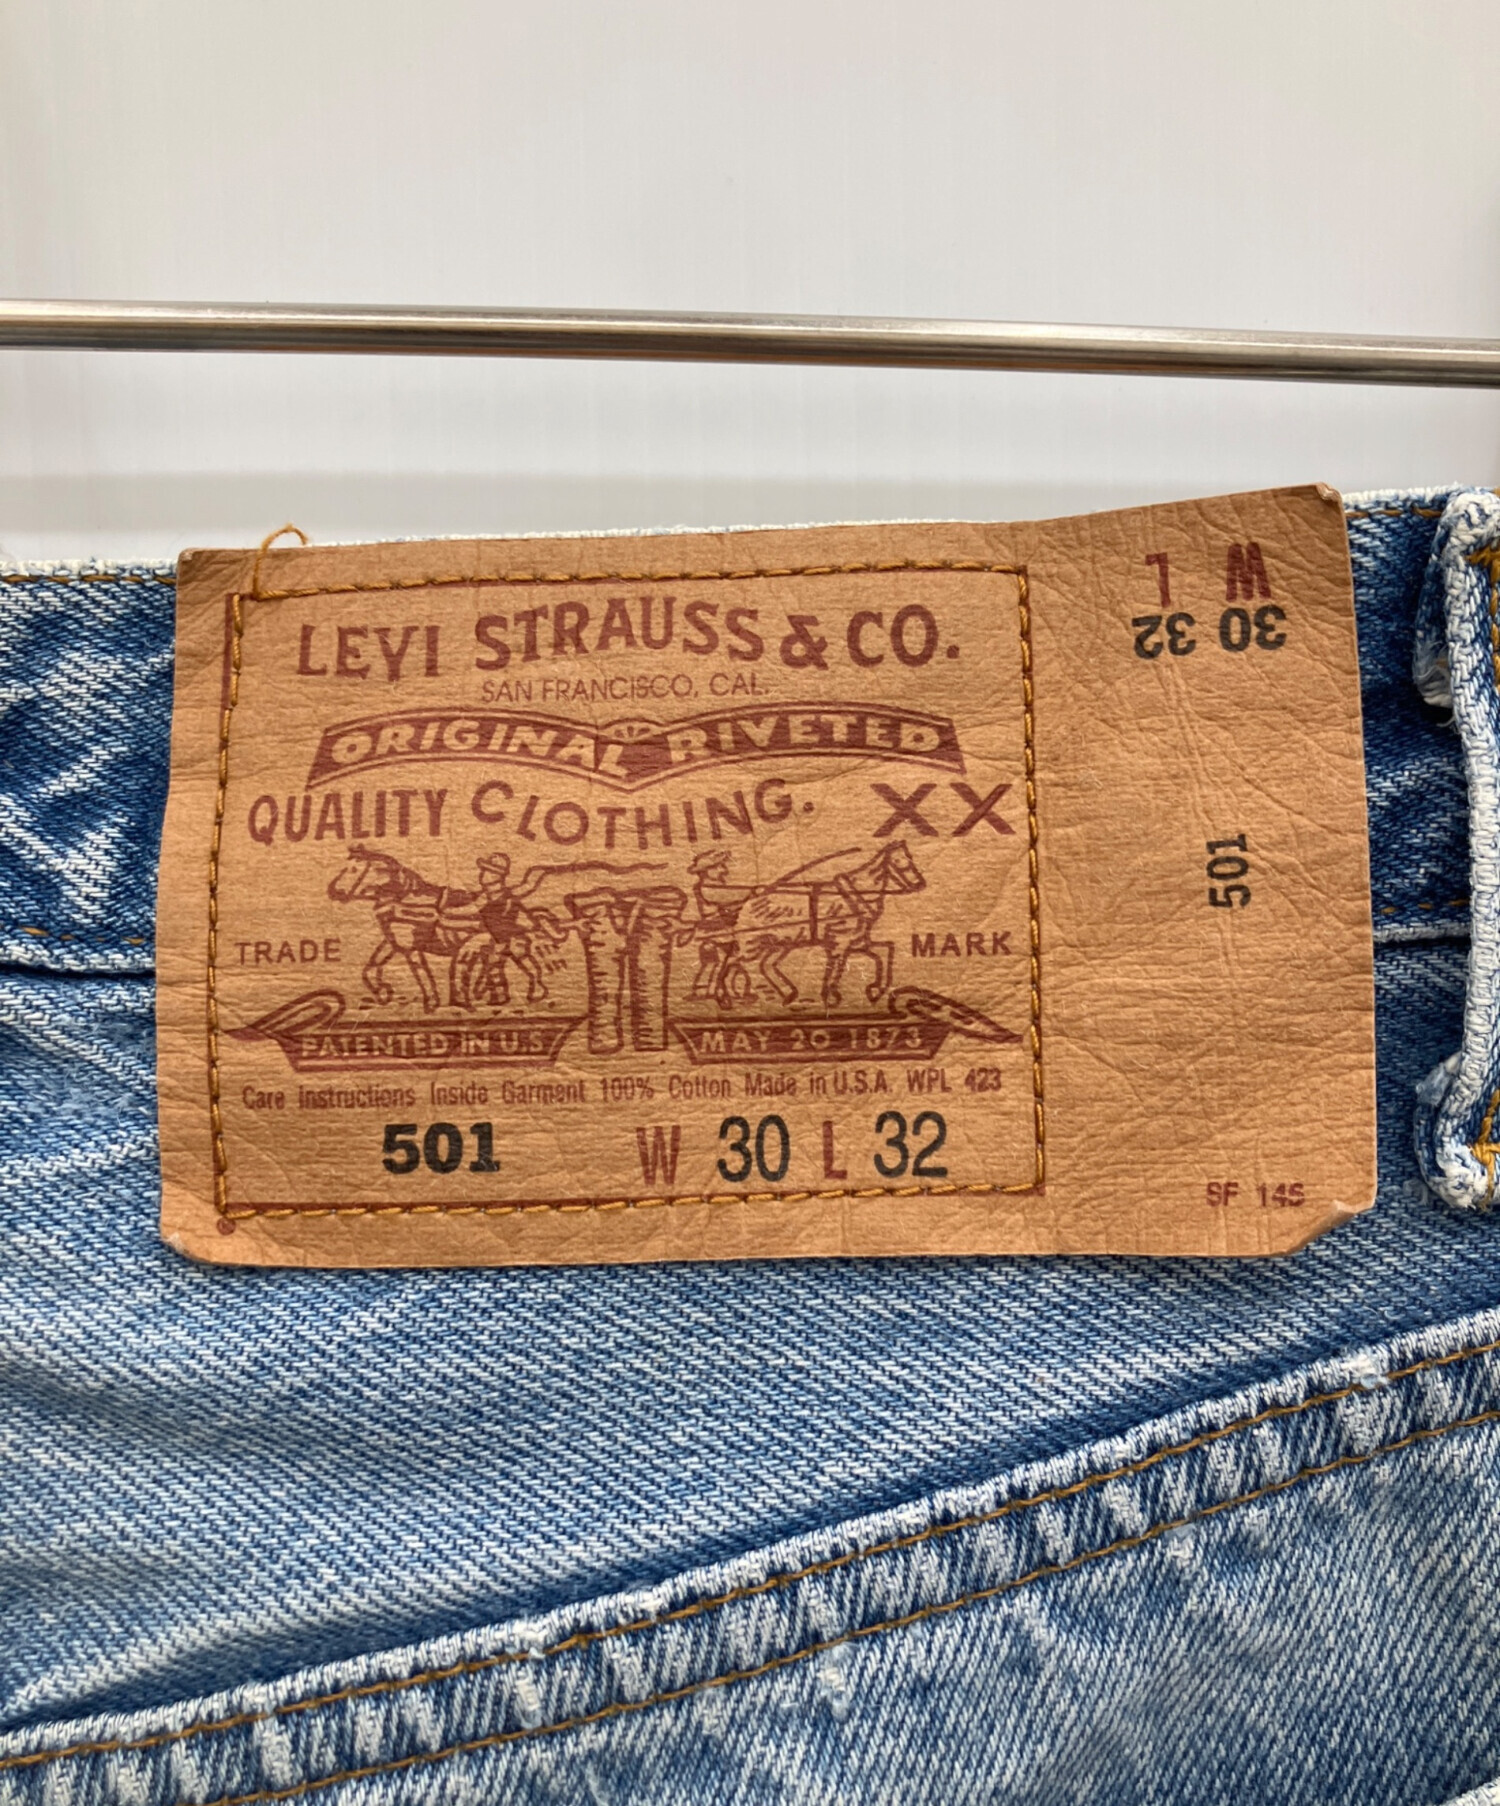 LEVI STRAUSS & CO.
SAN FRANCISCO, CAL.
ORIGINAL RIVETED
QUALITY CLOTHING. XX
TRADE MARK
PATENTED IN U.S MAY 20 1873
Care Instructions Inside Garment 100% Cotton Made in U.S.A. WPL 423
501 W 30 L 32
W L
30 32
501
SF 14S